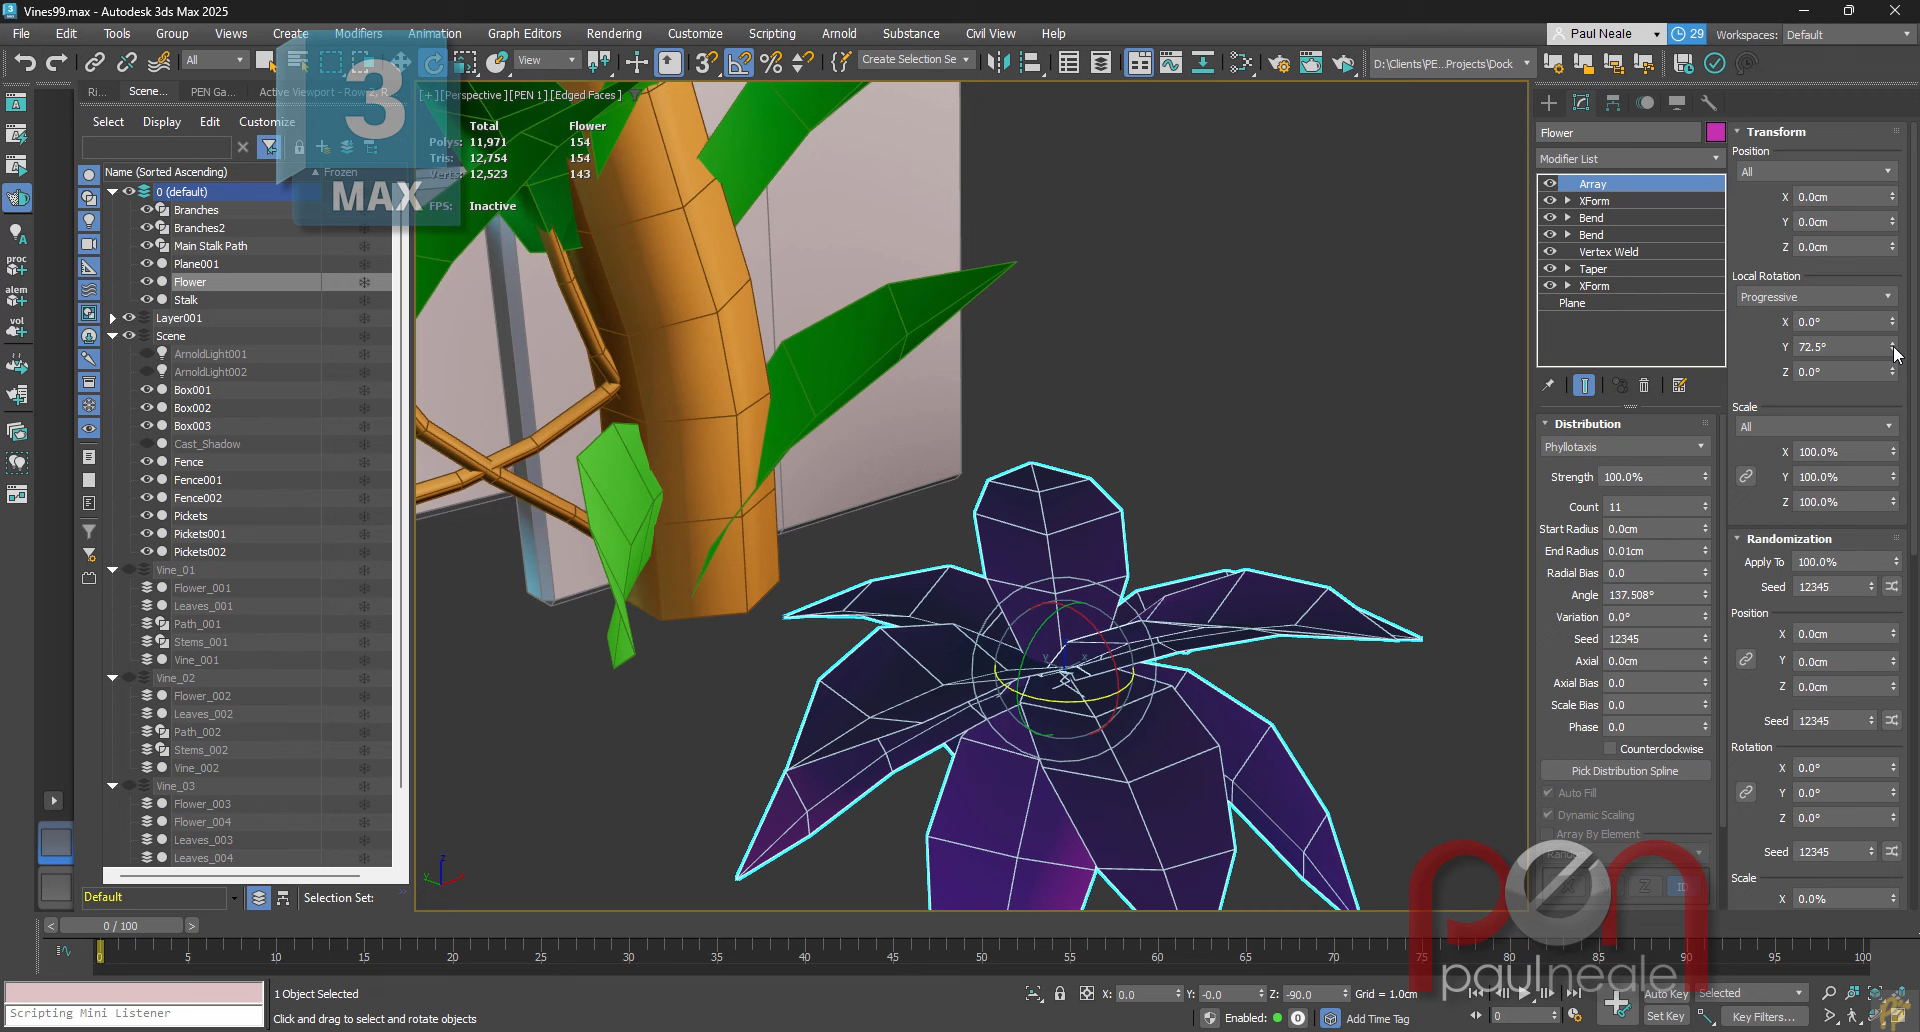 Vines99.max - Autodesk 3ds Max 2025
File Edit Tools Group Views Create Modifiers Animation Graph Editors Rendering Customize Scripting Arnold Substance Civil View Help
Paul Neale 29 Workspaces: Default
All View Create Selection Se D:\Clients\PE...Projects\Dock
Ri... Scene... PEN Ga... Active Viewport - Row 2, R
Select Display Edit Customize
Name (Sorted Ascending) Frozen
0 (default)
Branches
Branches2
Main Stalk Path
Plane001
Flower
Stalk
Layer001
Scene
ArnoldLight001
ArnoldLight002
Box001
Box002
Box003
Cast_Shadow
Fence
Fence001
Fence002
Pickets
Pickets001
Pickets002
Vine_01
Flower_001
Leaves_001
Path_001
Stems_001
Vine_001
Vine_02
Flower_002
Leaves_002
Path_002
Stems_002
Vine_002
Vine_03
Flower_003
Flower_004
Leaves_003
Leaves_004
Default Selection Set:
proc
alem
vol
3
MAX
[+][Perspective][PEN 1][Edged Faces]
Total Flower
Polys: 11,971 154
Tris: 12,754 154
Verts: 12,523 143
FPS: Inactive
Flower
Modifier List
Array
XForm
Bend
Bend
Vertex Weld
Taper
XForm
Plane
Distribution
Phyllotaxis
Strength 100.0%
Count 11
Start Radius 0.0cm
End Radius 0.01cm
Radial Bias 0.0
Angle 137.508°
Variation 0.0°
Seed 12345
Axial 0.0cm
Axial Bias 0.0
Scale Bias 0.0
Phase 0.0
Counterclockwise
Pick Distribution Spline
Auto Fill
Dynamic Scaling
Array By Element
Transform
Position
All
X 0.0cm
Y 0.0cm
Z 0.0cm
Local Rotation
Progressive
X 0.0°
Y 72.5°
Z 0.0°
Scale
All
X 100.0%
Y 100.0%
Z 100.0%
Randomization
Apply To 100.0%
Seed 12345
Position
X 0.0cm
Y 0.0cm
Z 0.0cm
Seed 12345
Rotation
X 0.0°
Y 0.0°
Z 0.0°
Seed 12345
Scale
X 0.0%
pen
paulneale
0 / 100
0 5 10 15 20 25 30 35 40 45 50 55 60 65 70 75 80 85 90 95 100
1 Object Selected
Click and drag to select and rotate objects
Scripting Mini Listener
X: 0.0 Y: -0.0 Z: -90.0 Grid = 1.0cm
Enabled: 0 Add Time Tag
Auto Key Selected
Set Key Key Filters...
0